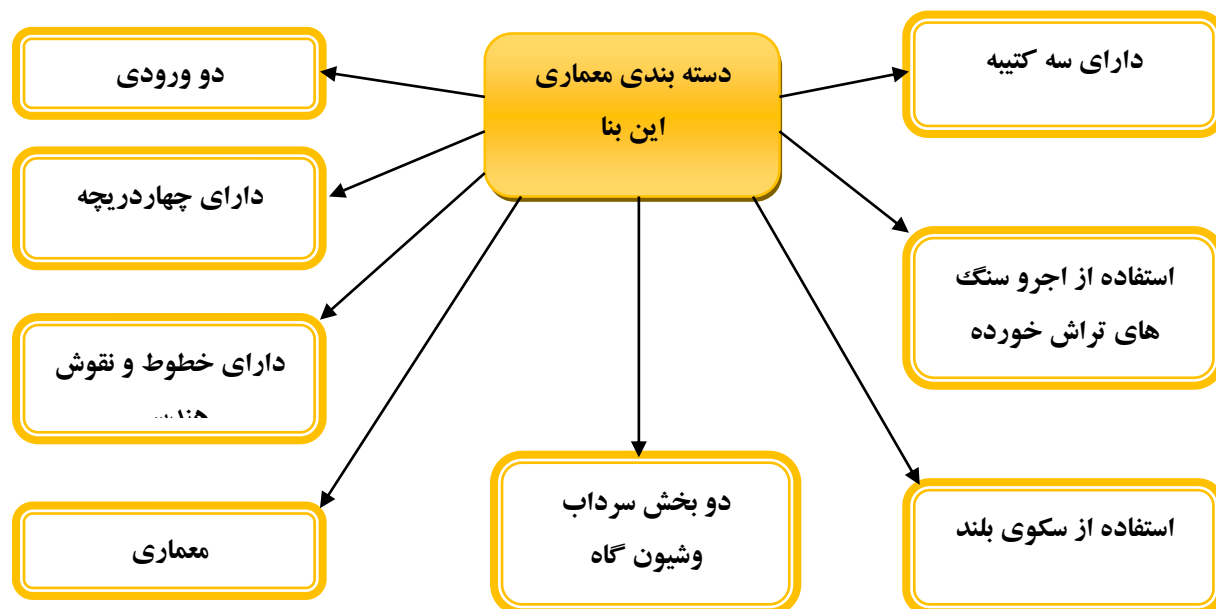 دسته بندی معماری
این بنا
دارای سه کتیبه
استفاده از اجرو سنگ
های تراش خورده
استفاده از سکوی بلند
دو بخش سرداب
وشیون گاه
دو ورودی
دارای چهاردریچه
دارای خطوط و نقوش
معماری